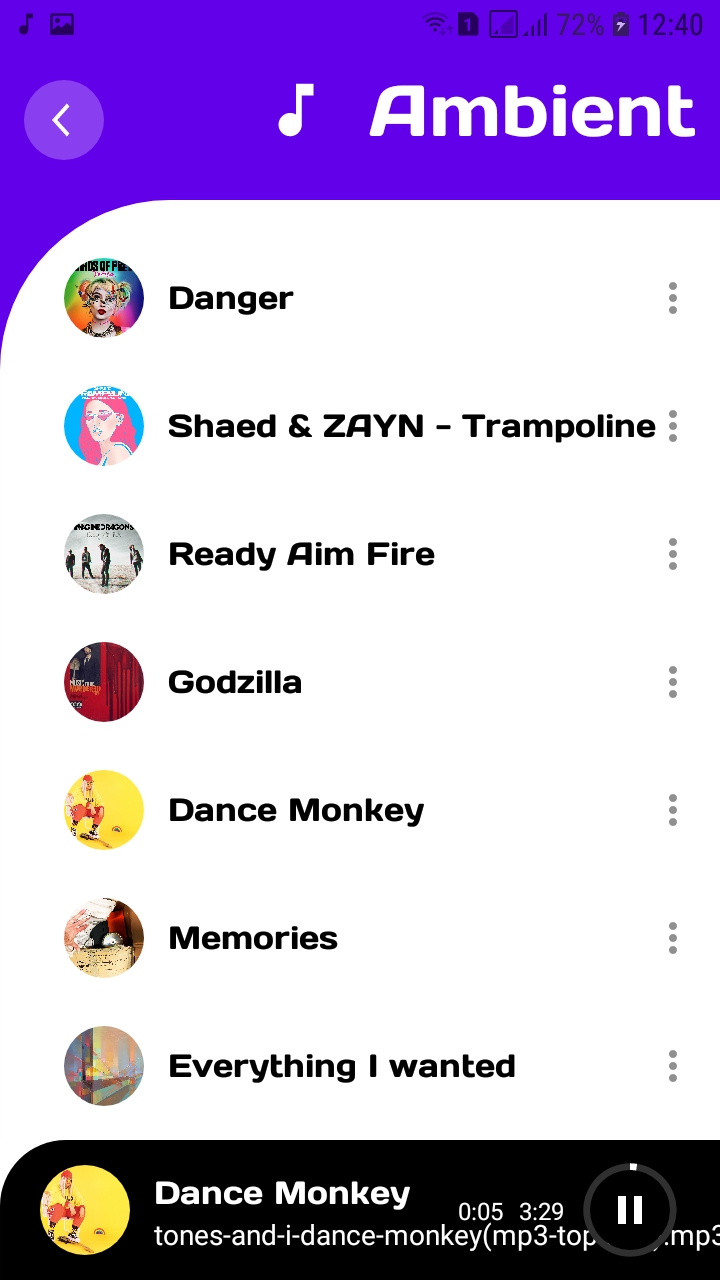 1 72% 12:40
Ambient
Danger
Shaed & ZAYN - Trampoline
Ready Aim Fire
Godzilla
Dance Monkey
Memories
Everything I wanted
Dance Monkey
0:05 3:29
tones-and-i-dance-monkey(mp3-top
.mp3